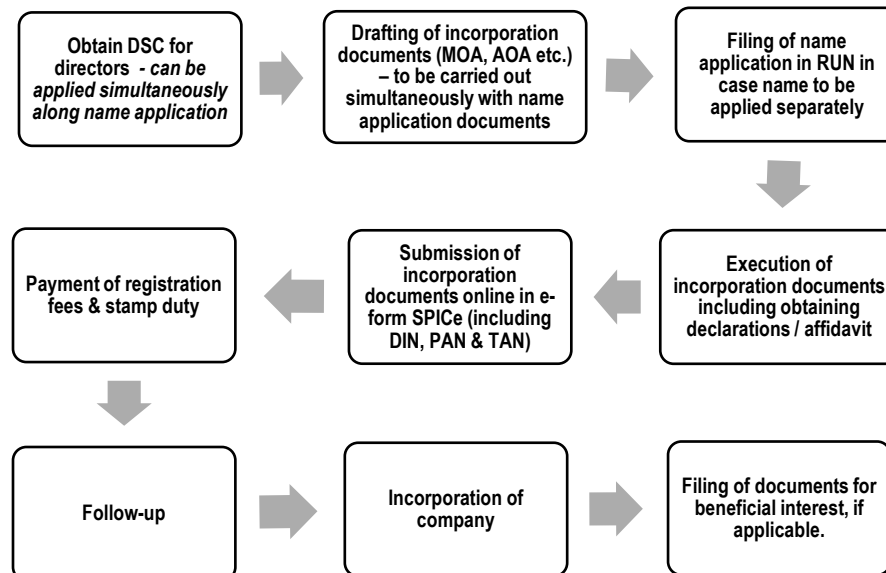 Obtain DSC for
directors - can be
applied simultaneously
along name application
Drafting of incorporation
documents (MOA, AOA etc.)
– to be carried out
simultaneously with name
application documents
Filing of name
application in RUN in
case name to be
applied separately
Execution of
incorporation documents
including obtaining
declarations / affidavit
Submission of
incorporation
documents online in e-
form SPICe (including
DIN, PAN & TAN)
Payment of registration
fees & stamp duty
Follow-up
Incorporation of
company
Filing of documents for
beneficial interest, if
applicable.